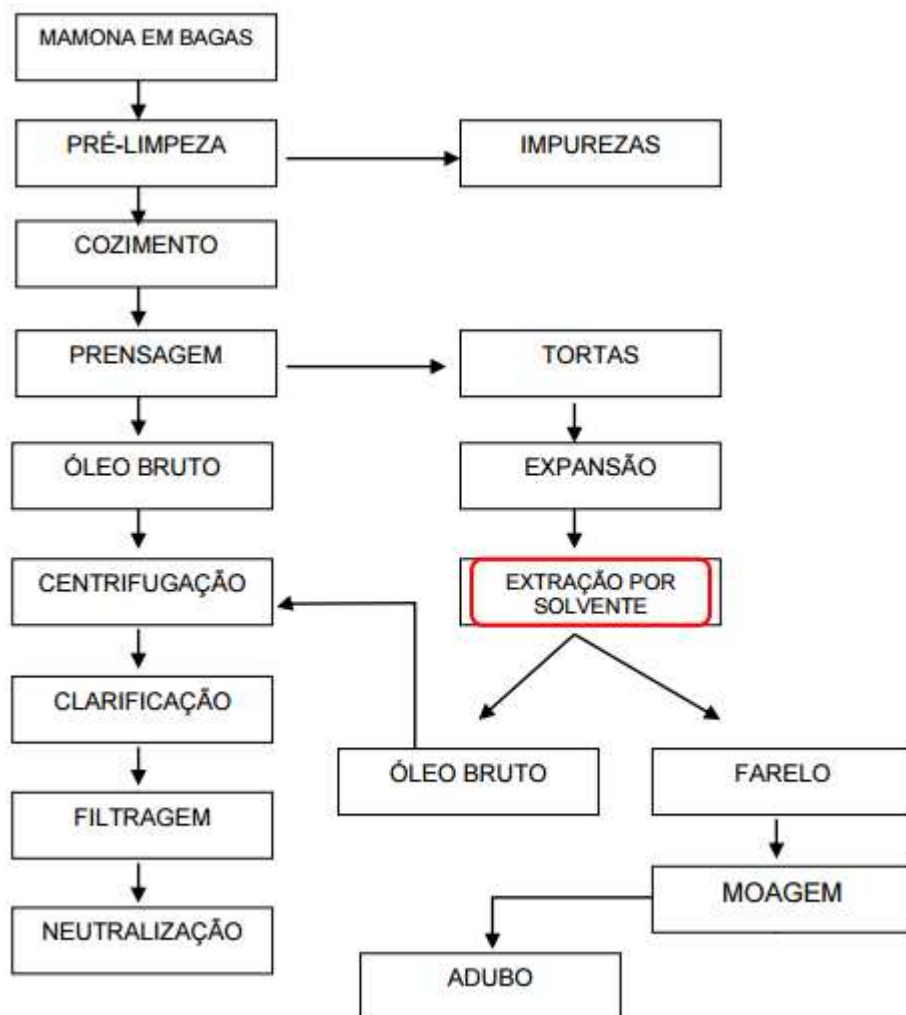 MAMONA EM BAGAS
PRÉ-LIMPEZA
IMPUREZAS
COZIMENTO
PRENSAGEM
TORTAS
ÓLEO BRUTO
EXPANSÃO
CENTRIFUGAÇÃO
EXTRAÇÃO POR
SOLVENTE
CLARIFICAÇÃO
ÓLEO BRUTO
FARELO
FILTRAGEM
MOAGEM
NEUTRALIZAÇÃO
ADUBO